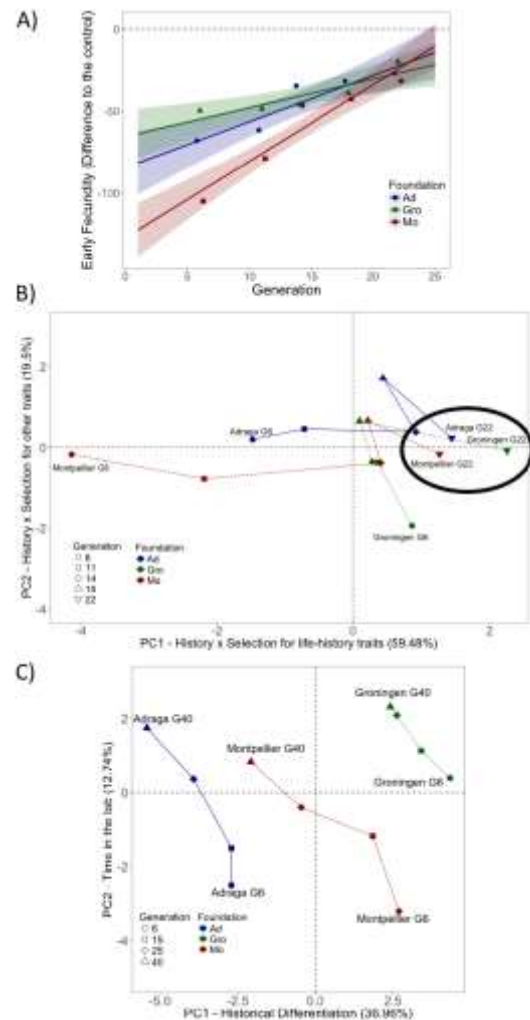 A)
Early Fecundity (Difference to the control)
0
-50
-100
Foundation
Ad
Gro
Mo
0
5
10
15
20
25
Generation
B)
PC2 - History x Selection for other traits (19.5%)
2
0
-2
-4
Adraga G6
Adraga G22
Groningen G22
Montpellier G22
Montpellier G6
Groningen G6
Generation
6
11
14
18
22
Foundation
Ad
Gro
Mo
-4
-2
0
2
PC1 - History x Selection for life-history traits (59.48%)
C)
PC2 - Time in the lab (12.74%)
2
0
-2
-4
Groningen G40
Adraga G40
Montpellier G40
Groningen G6
Adraga G6
Montpellier G6
Generation
6
15
25
40
Foundation
Ad
Gro
Mo
-5.0
-2.5
0.0
2.5
PC1 - Historical Differentiation (36.96%)